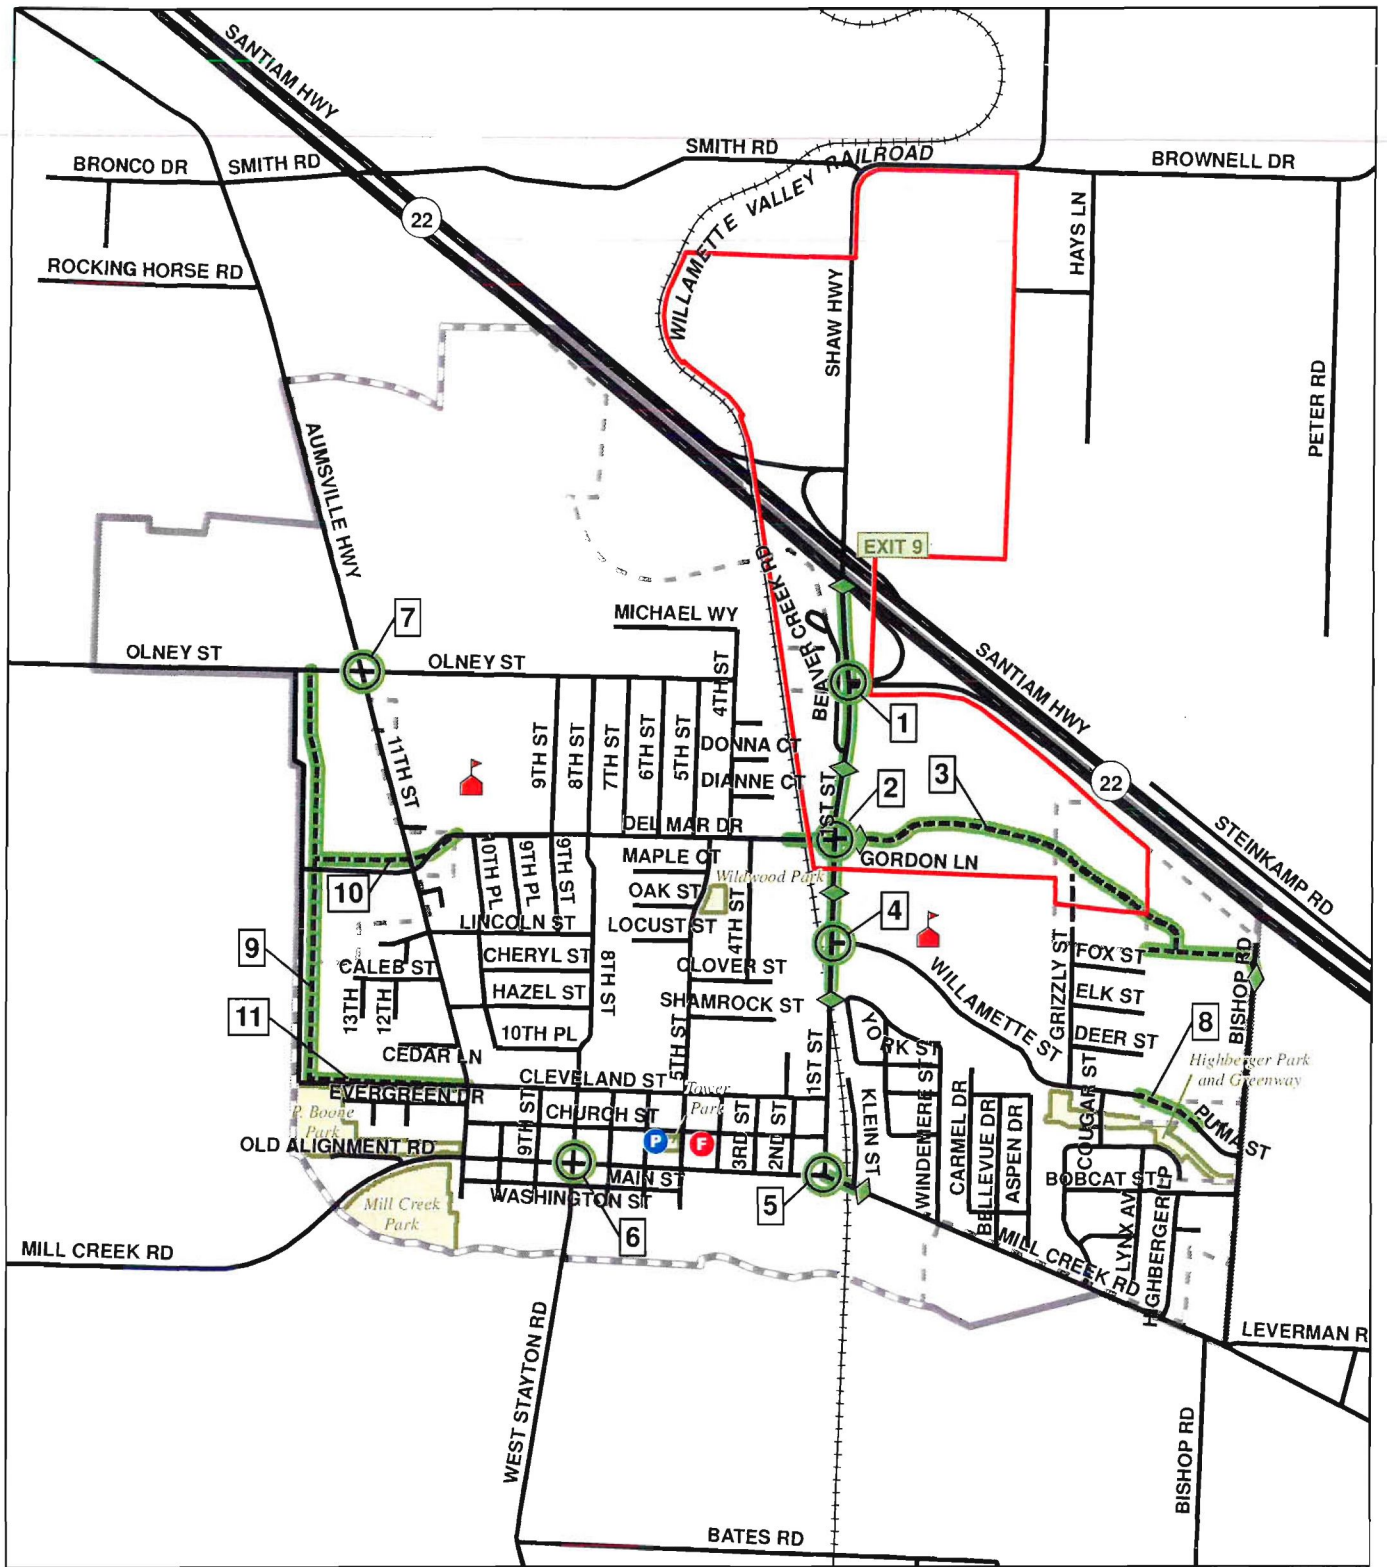 SANTIAM HWY
SMITH RD
WILLAMETTE VALLEY RAILROAD
BRONCO DR
SMITH RD
BROWNELL DR
22
HAYS LN
ROCKING HORSE RD
SHAW HWY
PETER RD
AUMSVILLE HWY
EXIT 9
BEAVER CREEK RD
7
MICHAEL WY
OLNEY ST
OLNEY ST
SANTIAM HWY
4TH ST
1
11TH ST
9TH ST
8TH ST
7TH ST
6TH ST
5TH ST
DONNA CT
DIANNE CT
2
3
22
1ST ST
DEL MAR DR
STEINKAMP RD
MAPLE CT
GORDON LN
10TH PL
9TH PL
9TH ST
Wildwood Park
10
OAK ST
4
LINCOLN ST
LOCUST ST
4TH ST
9
CHERYL ST
8TH ST
CLOVER ST
WILLAMETTE ST
GRIZZLY ST
FOX ST
BISHOP RD
CALEB ST
HAZEL ST
SHAMROCK ST
ELK ST
13TH
12TH
11
10TH PL
5TH ST
YORK ST
DEER ST
8
CEDAR LN
Highberger Park
and Greenway
CLEVELAND ST
1ST ST
EVERGREEN DR
Tower
Park
KLEIN ST
WINDEMERE ST
CARMEL DR
BELLEVUE DR
ASPEN DR
COUGAR ST
PUMA ST
P. Boone
Park
9TH ST
CHURCH ST
3RD ST
2ND ST
OLD ALIGNMENT RD
P
F
MAIN ST
BOBCAT ST
WASHINGTON ST
5
Mill Creek
Park
LYNX AV
HIGHBERGER LP
6
MILL CREEK RD
MILL CREEK RD
LEVERMAN R
WEST STAYTON RD
BISHOP RD
BATES RD